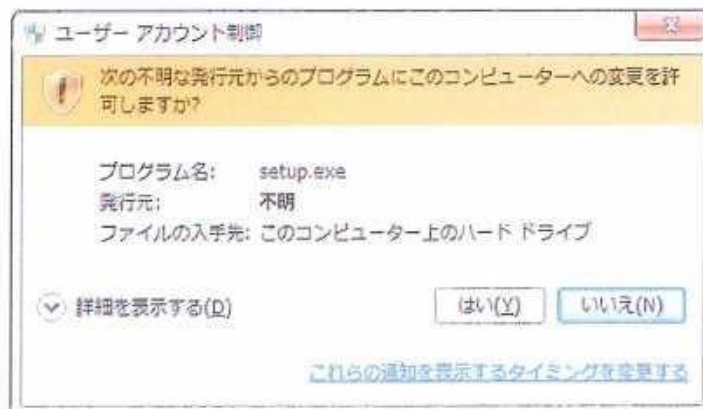 ユーザー アカウント制御
次の不明な発行元からのプログラムにこのコンピューターへの変更を許
可しますか?
プログラム名: setup.exe
発行元: 不明
ファイルの入手先: このコンピューター上のハード ドライブ
詳細を表示する(D)
はい(Y) いいえ(N)
これらの通知を表示するタイミングを変更する